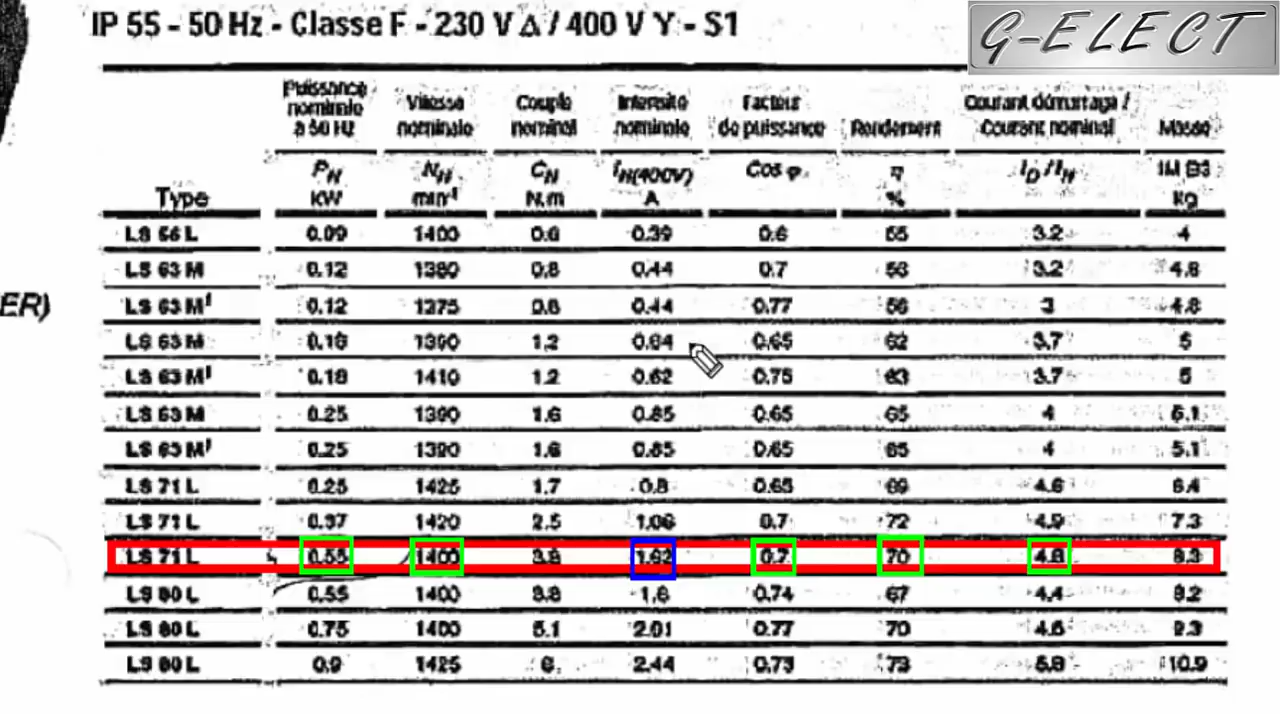 IP 55 - 50 Hz - Classe F - 230 V Δ / 400 V Y - S1
G-ELECT
Puissance nominale à 50 Hz
Vitesse nominale
Couple nominal
Intensité nominale
Facteur de puissance
Rendement
Courant démarrage / Courant nominal
Masse
Type
PN kW
NN min-1
CN N.m
IN(400V) A
Cos φ
η %
ID / IN
IM B3 kg
ER)
LS 56 L 0.09 1400 0.6 0.39 0.6 55 3.2 4
LS 63 M 0.12 1380 0.8 0.44 0.7 56 3.2 4.8
LS 63 M¹ 0.12 1375 0.8 0.44 0.77 56 3 4.8
LS 63 M 0.18 1390 1.2 0.64 0.65 62 3.7 5
LS 63 M¹ 0.18 1410 1.2 0.62 0.75 63 3.7 5
LS 63 M 0.25 1390 1.6 0.85 0.65 65 4 5.1
LS 63 M¹ 0.25 1390 1.6 0.85 0.65 65 4 5.1
LS 71 L 0.25 1425 1.7 0.8 0.65 69 4.6 6.4
LS 71 L 0.37 1420 2.5 1.06 0.7 72 4.9 7.3
LS 71 L 0.55 1400 3.8 1.62 0.7 70 4.8 8.3
LS 80 L 0.55 1400 3.8 1.6 0.74 67 4.4 8.2
LS 80 L 0.75 1400 5.1 2.01 0.77 70 4.5 9.3
LS 80 L 0.9 1425 6 2.44 0.73 73 5.8 10.9